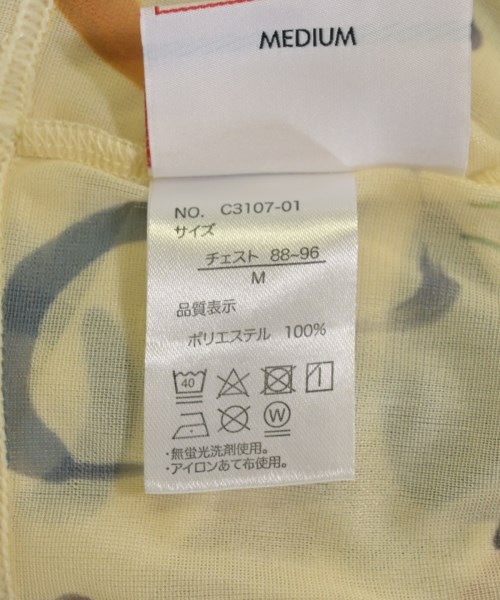 MEDIUM
NO. C3107-01
サイズ
チェスト 88~96
M
品質表示
ポリエステル 100%
40
W
・無蛍光洗剤使用。
・アイロンあて布使用。